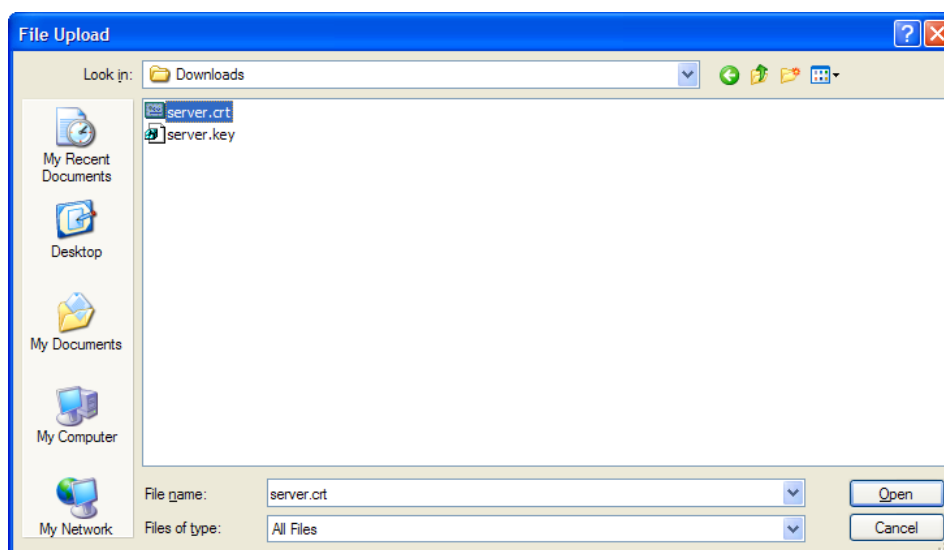 File Upload
Look in:
Downloads
server.crt
server.key
My Recent
Documents
Desktop
My Documents
My Computer
My Network
File name:
server.crt
Open
Files of type:
All Files
Cancel